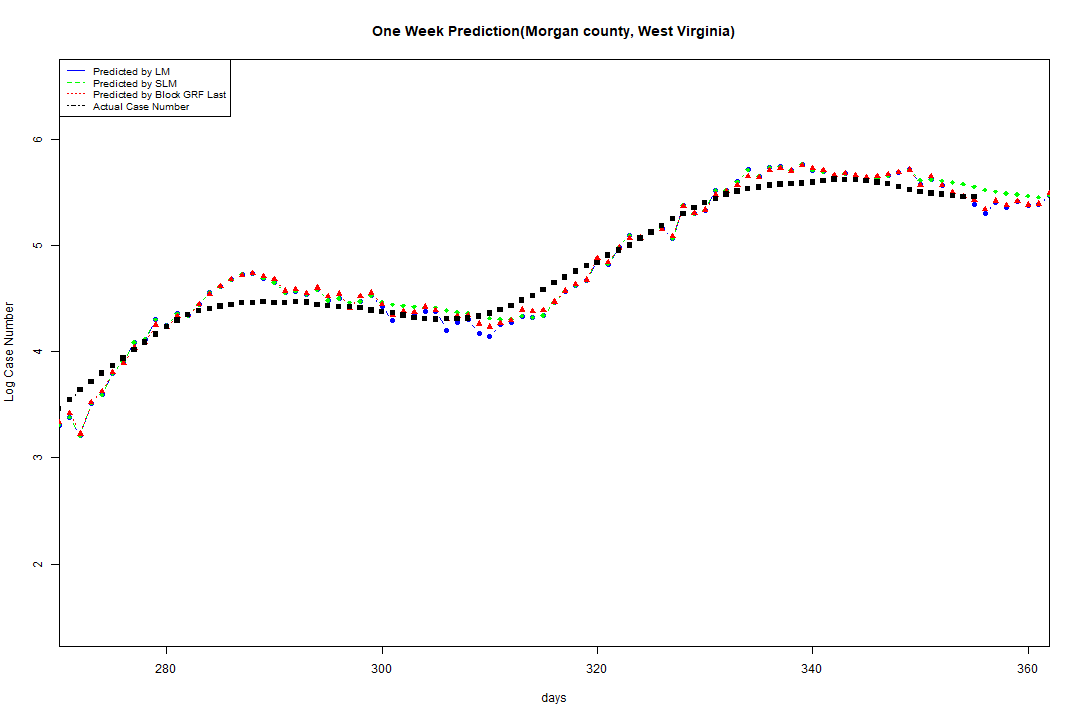 One Week Prediction(Morgan county, West Virginia)
Predicted by LM
Predicted by SLM
Predicted by Block GRF Last
Actual Case Number
6
5
4
3
2
Log Case Number
280 300 320 340 360
days